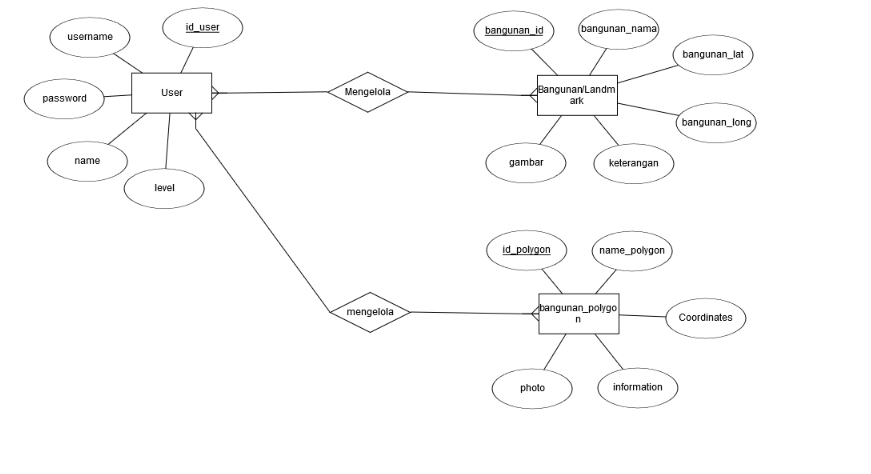 id_user
username
bangunan_id
bangunan_nama
bangunan_lat
User
Mengelola
Bangunan/Landm
ark
password
bangunan_long
name
gambar
keterangan
level
id_polygon
name_polygon
mengelola
bangunan_polygo
n
Coordinates
photo
information